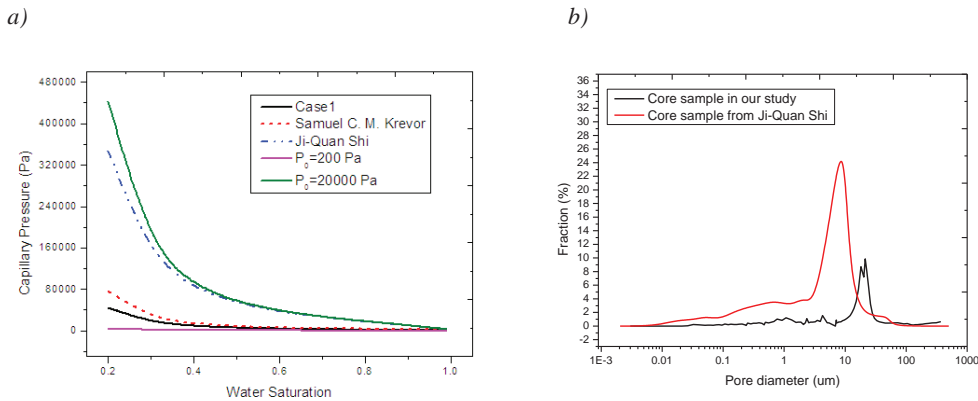 a)
b)
480000
400000
320000
240000
160000
80000
0
0.2 0.4 0.6 0.8 1.0
Capillary Pressure (Pa)
Water Saturation
Case1
Samuel C. M. Krevor
Ji-Quan Shi
P0=200 Pa
P0=20000 Pa
36
34
32
30
28
26
24
22
20
18
16
14
12
10
8
6
4
2
0
-2
1E-3 0.01 0.1 1 10 100 1000
Fraction (%)
Pore diameter (um)
Core sample in our study
Core sample from Ji-Quan Shi